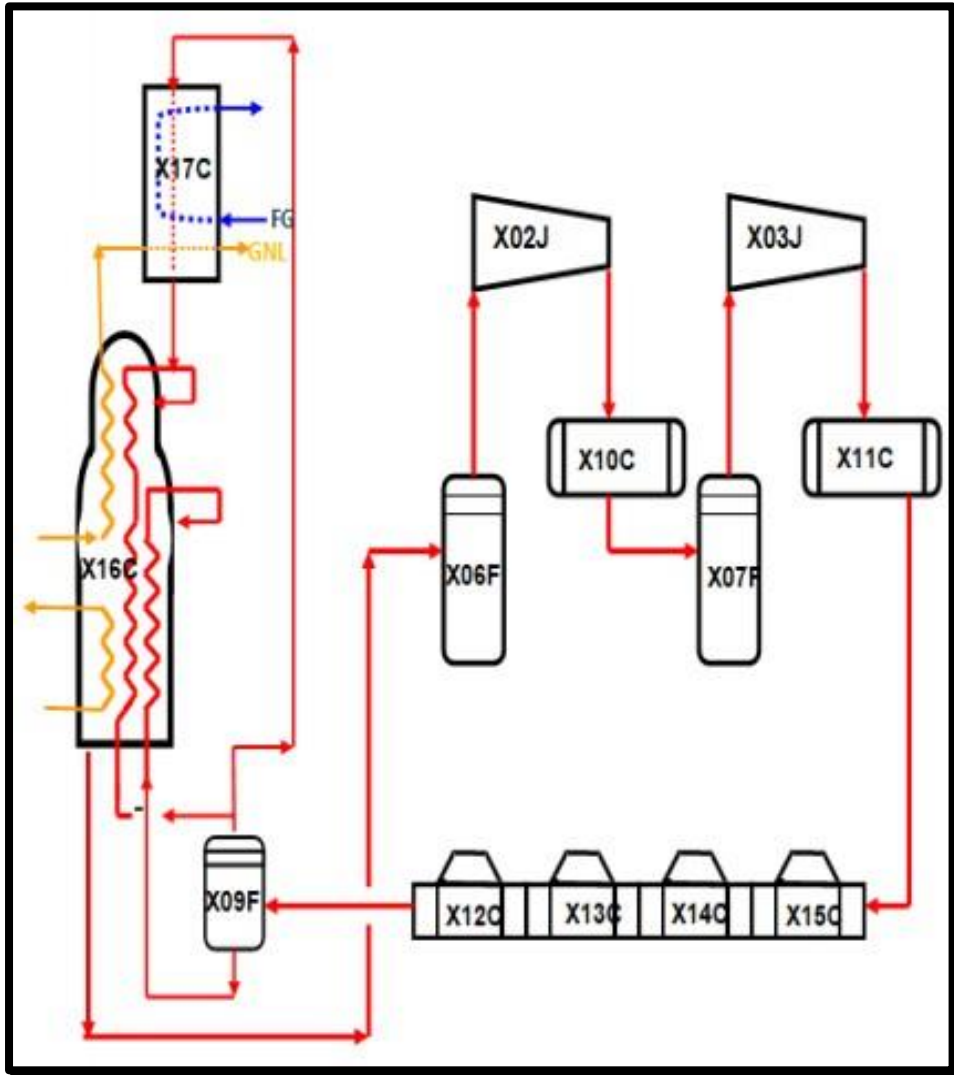 X17C
FG
GNL
X02J
X03J
X10C
X11C
X16C
X06F
X07F
X09F
X12C
X13C
X14C
X15C